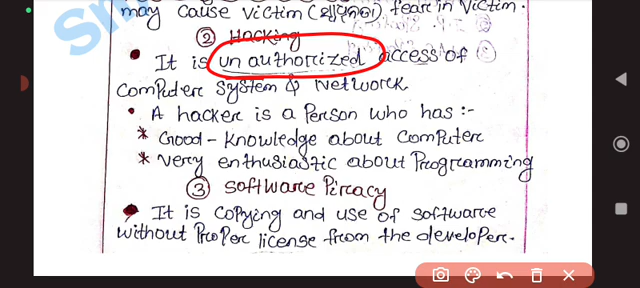 may cause victim (ସାଧାରଣ) fear in victim.
② Hacking
• It is unauthorized access of
computer system & Network
• A hacker is a Person who has :-
* Good - knowledge about computer
* very enthusiastic about Programming
③ Software Piracy
• It is copying and use of software
without Proper license from the developer.